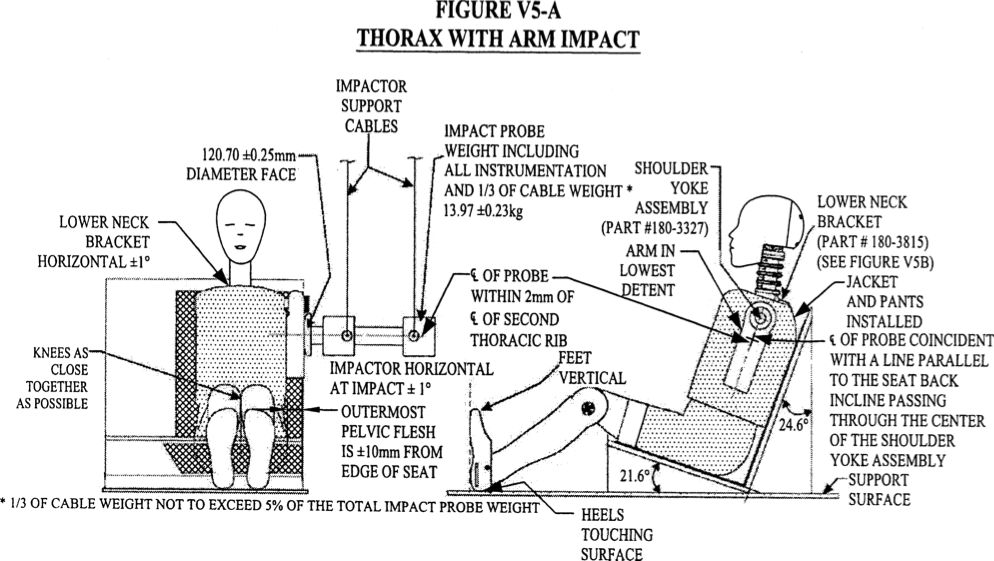 FIGURE V5-A
THORAX WITH ARM IMPACT
IMPACTOR
SUPPORT
CABLES
120.70 ±0.25mm
DIAMETER FACE
IMPACT PROBE
WEIGHT INCLUDING
ALL INSTRUMENTATION
AND 1/3 OF CABLE WEIGHT *
13.97 ±0.23kg
LOWER NECK
BRACKET
HORIZONTAL ±1°
KNEES AS
CLOSE
TOGETHER
AS POSSIBLE
℄ OF PROBE
WITHIN 2mm OF
℄ OF SECOND
THORACIC RIB
IMPACTOR HORIZONTAL
AT IMPACT ± 1°
OUTERMOST
PELVIC FLESH
IS ±10mm FROM
EDGE OF SEAT
SHOULDER
YOKE
ASSEMBLY
(PART #180-3327)
ARM IN
LOWEST
DETENT
LOWER NECK
BRACKET
(PART # 180-3815)
(SEE FIGURE V5B)
JACKET
AND PANTS
INSTALLED
℄ OF PROBE COINCIDENT
WITH A LINE PARALLEL
TO THE SEAT BACK
INCLINE PASSING
THROUGH THE CENTER
OF THE SHOULDER
YOKE ASSEMBLY
FEET
VERTICAL
24.6°
21.6°
SUPPORT
SURFACE
HEELS
TOUCHING
SURFACE
* 1/3 OF CABLE WEIGHT NOT TO EXCEED 5% OF THE TOTAL IMPACT PROBE WEIGHT